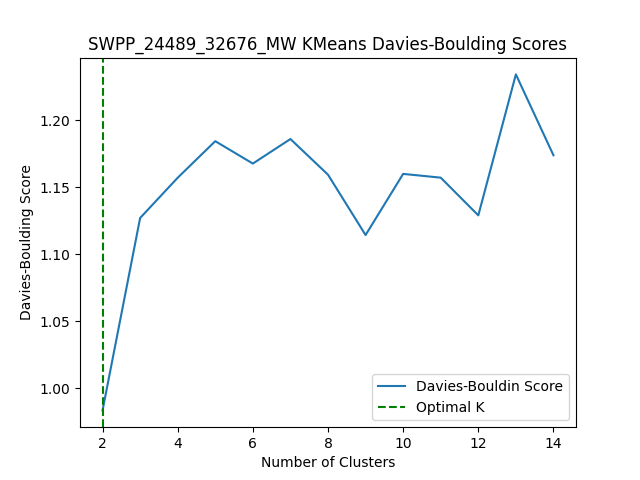 SWPP_24489_32676_MW KMeans Davies-Boulding Scores
Davies-Boulding Score
1.20
1.15
1.10
1.05
1.00
Davies-Bouldin Score
Optimal K
2 4 6 8 10 12 14
Number of Clusters